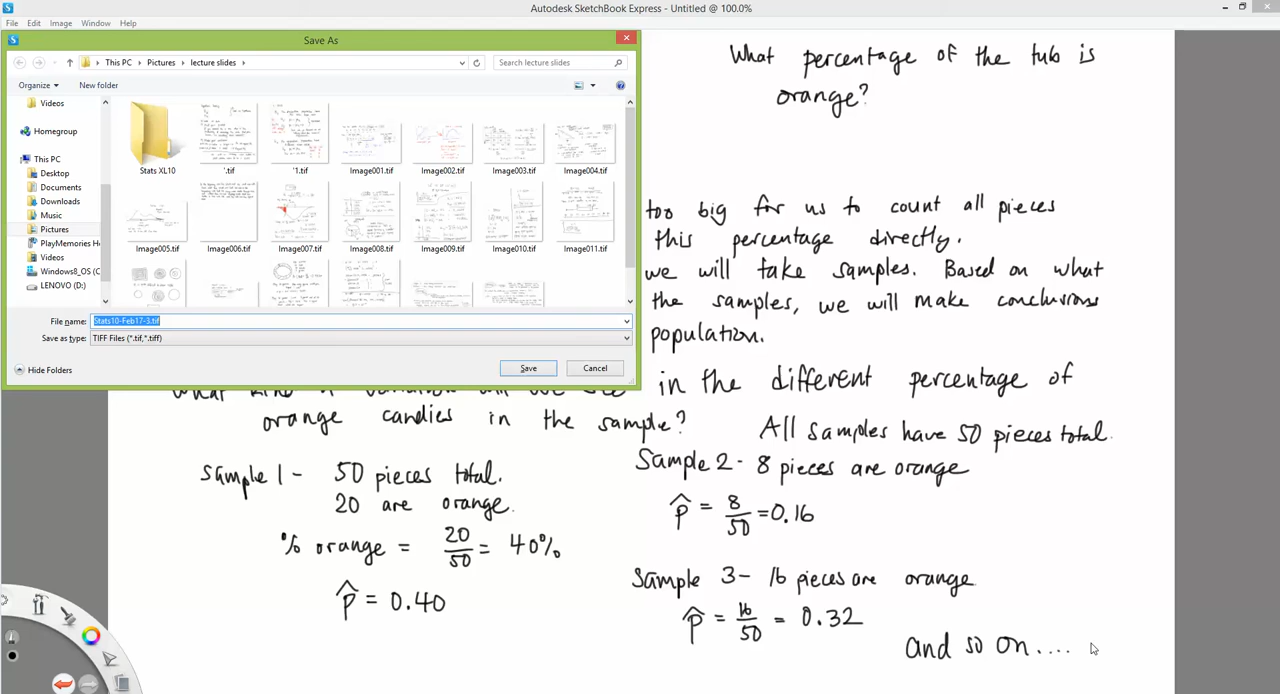 Autodesk SketchBook Express - Untitled @ 100.0%
File Edit Image Window Help
Save As
This PC Pictures lecture slides
Search lecture slides
Organize New folder
Videos
Homegroup
This PC
Desktop
Documents
Downloads
Music
Pictures
PlayMemories H
Videos
Windows8_OS (C
LENOVO (D:)
Stats XL10 '.tif '1.tif Image001.tif Image002.tif Image003.tif Image004.tif
Image005.tif Image006.tif Image007.tif Image008.tif Image009.tif Image010.tif Image011.tif
File name: Stats10-Feb17-3.tif
Save as type: TIFF Files (*.tif,*.tiff)
Hide Folders Save Cancel
What percentage of the tub is
orange?
too big for us to count all pieces
this percentage directly.
we will take samples. Based on what
the samples, we will make conclusions
population.
in the different percentage of
orange candies in the sample?
All samples have 50 pieces total.
Sample 1 - 50 pieces total.
20 are orange.
% orange = 20/50 = 40%
p̂ = 0.40
Sample 2 - 8 pieces are orange
p̂ = 8/50 = 0.16
Sample 3 - 16 pieces are orange
p̂ = 16/50 = 0.32
and so on....